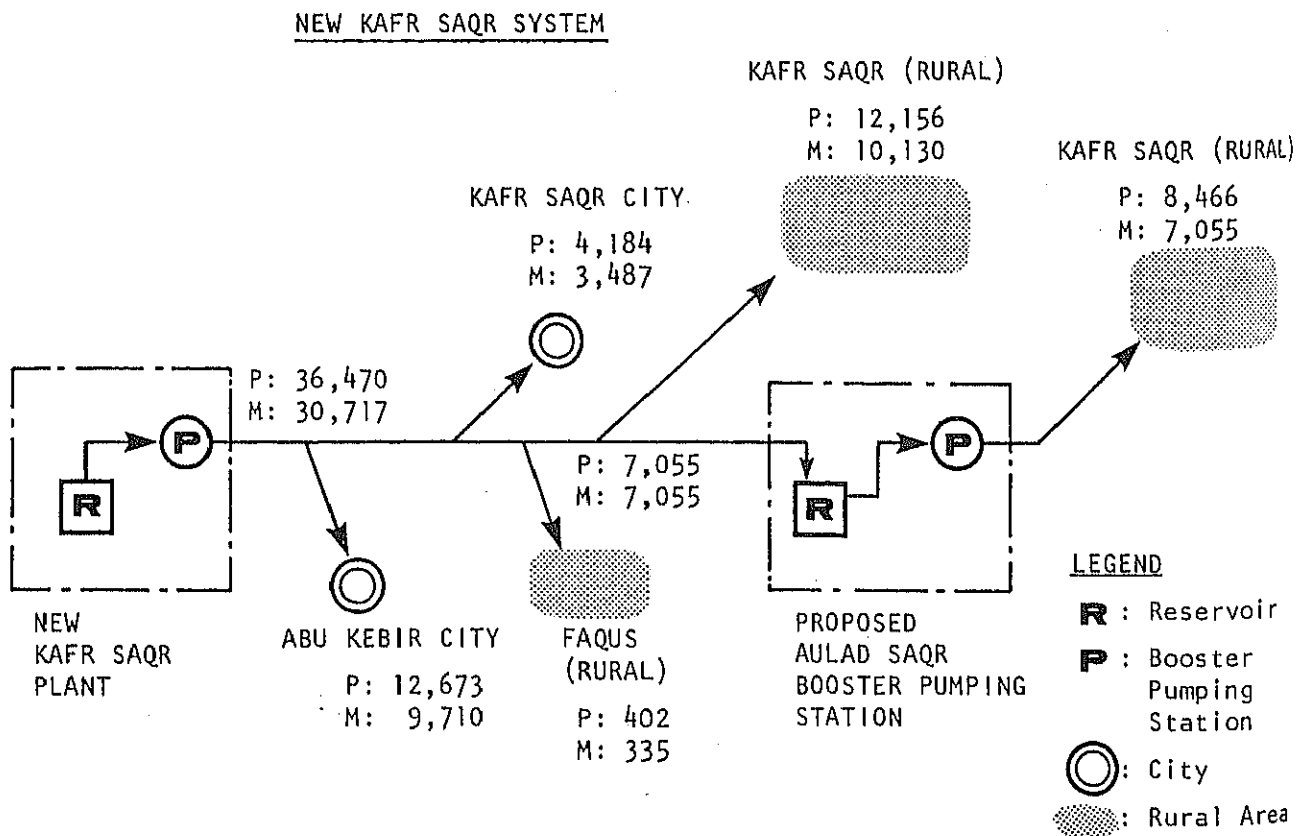 NEW KAFR SAQR SYSTEM
KAFR SAQR (RURAL)
P: 12,156
M: 10,130
KAFR SAQR (RURAL)
P: 8,466
M: 7,055
KAFR SAQR CITY
P: 4,184
M: 3,487
P: 36,470
M: 30,717
P
R
P: 7,055
M: 7,055
P
R
NEW
KAFR SAQR
PLANT
ABU KEBIR CITY
P: 12,673
M: 9,710
FAQUS
(RURAL)
P: 402
M: 335
PROPOSED
AULAD SAQR
BOOSTER PUMPING
STATION
LEGEND
R : Reservoir
P : Booster
Pumping
Station
: City
: Rural Area